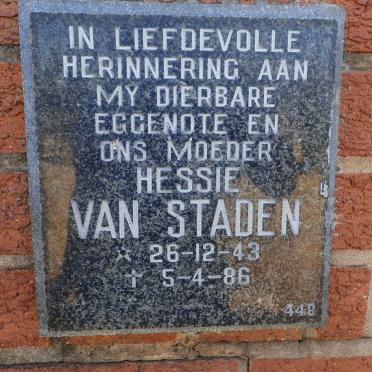 IN LIEFDEVOLLE
HERINNERING AAN
MY DIERBARE
EGGENOTE EN
ONS MOEDER
HESSIE
VAN STADEN
* 26-12-43
† 5-4-86
448